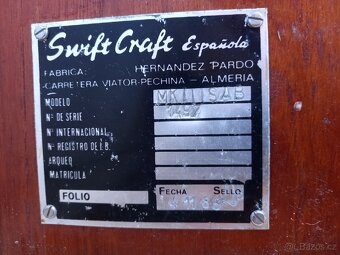 Swift Craft Española
FABRICA: HERNANDEZ PARDO
CARRETERA VIATOR-PECHINA - ALMERIA
MODELO
Nº DE SERIE
Nº INTERNACIONAL
Nº REGISTRO DE I.B.
ARQUEO
MATRICULA
FOLIO
FECHA SELLO